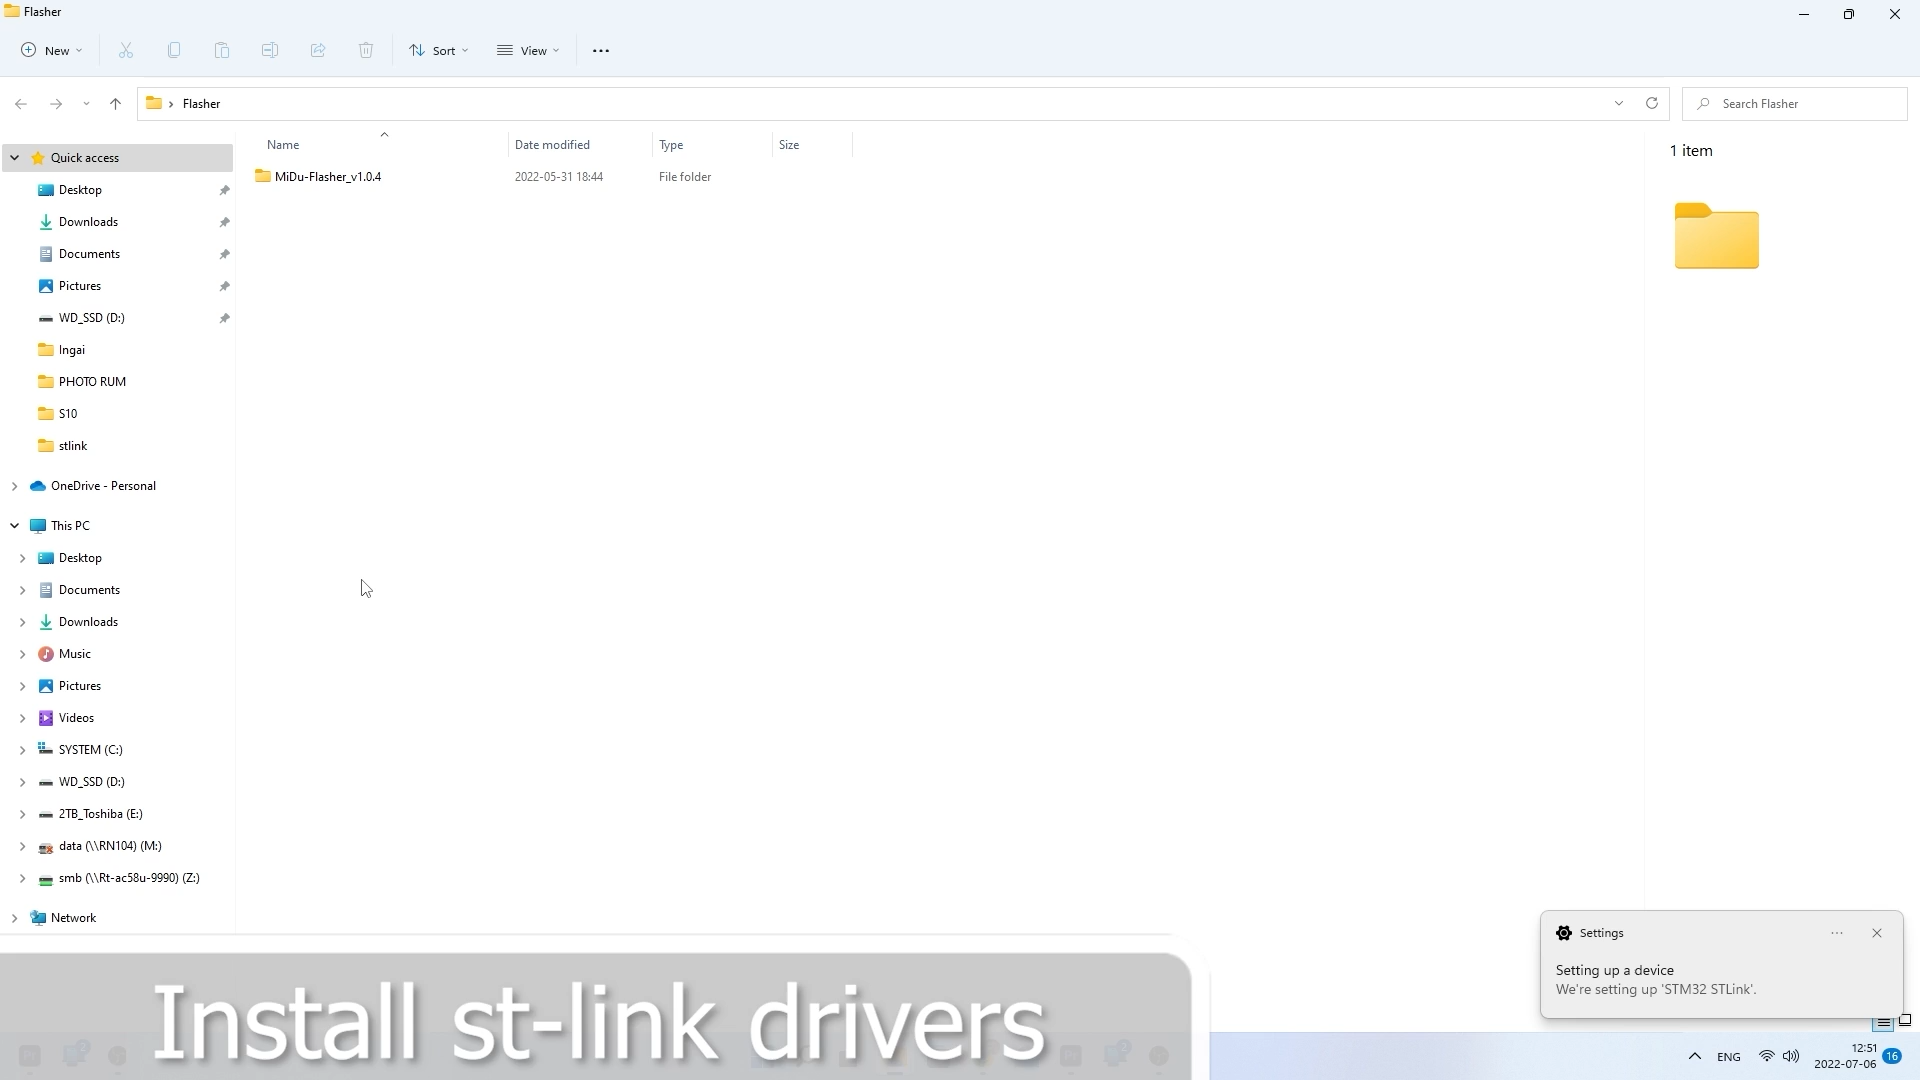 Flasher
New
Sort
View
Flasher
Search Flasher
Name
Date modified
Type
Size
MiDu-Flasher_v1.0.4
2022-05-31 18:44
File folder
1 item
Quick access
Desktop
Downloads
Documents
Pictures
WD_SSD (D:)
Ingai
PHOTO RUM
S10
stlink
OneDrive - Personal
This PC
Desktop
Documents
Downloads
Music
Pictures
Videos
SYSTEM (C:)
WD_SSD (D:)
2TB_Toshiba (E:)
data (\\RN104) (M:)
smb (\\Rt-ac58u-9990) (Z:)
Network
Settings
Setting up a device
We're setting up 'STM32 STLink'.
Install st-link drivers
ENG
12:51
2022-07-06
16